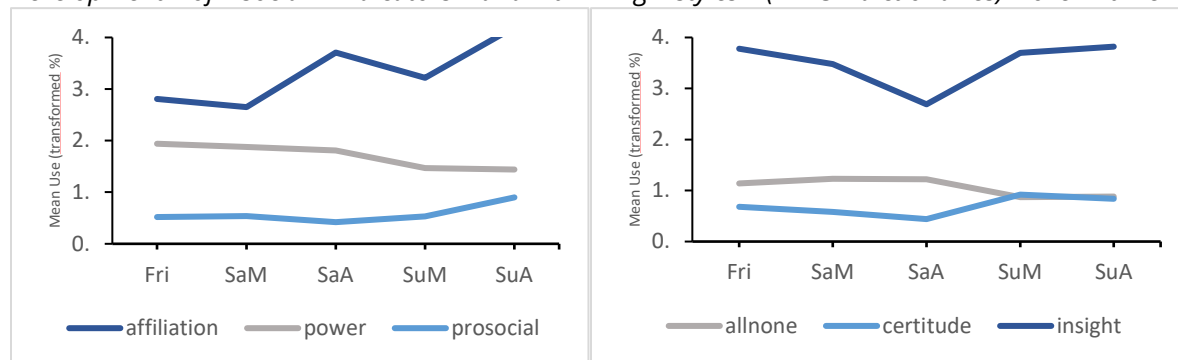 4.
3.
2.
1.
0.
Mean Use (transformed %)
Fri SaM SaA SuM SuA
affiliation power prosocial
4.
3.
2.
1.
0.
Mean Use (transformed %)
Fri SaM SaA SuM SuA
allnone certitude insight